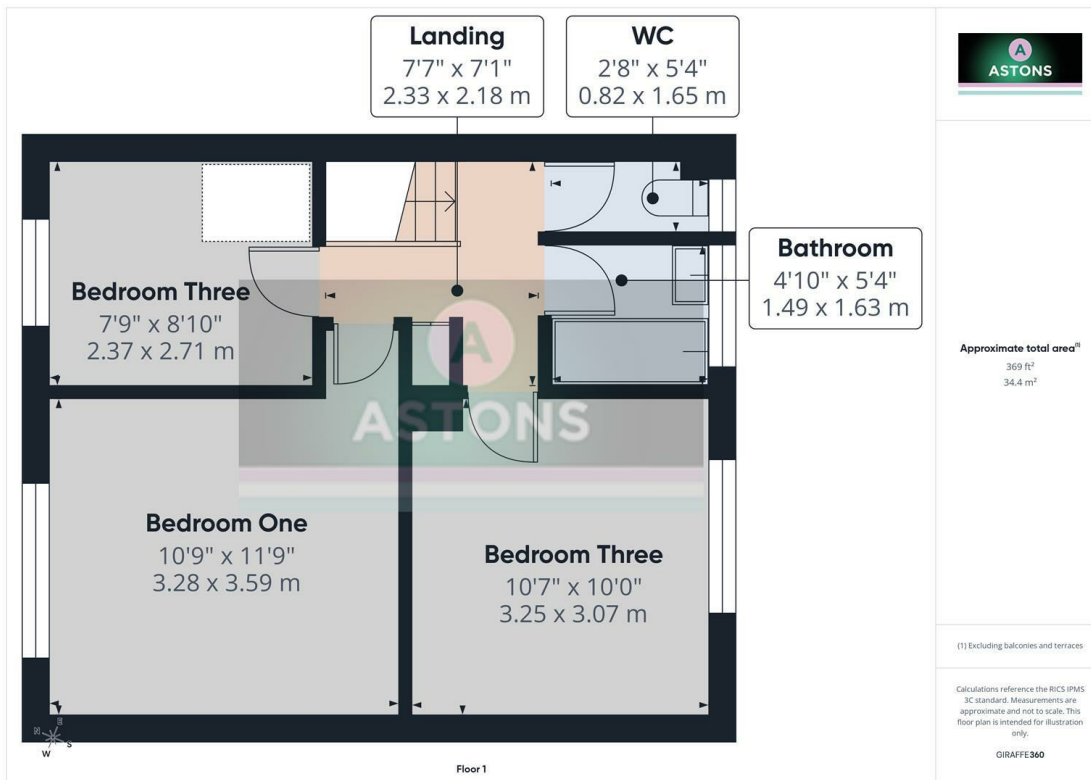 Landing
7'7" x 7'1"
2.33 x 2.18 m
WC
2'8" x 5'4"
0.82 x 1.65 m
A
ASTONS
Bathroom
4'10" x 5'4"
1.49 x 1.63 m
Bedroom Three
7'9" x 8'10"
2.37 x 2.71 m
A
ASTONS
Approximate total area(1)
369 ft²
34.4 m²
Bedroom One
10'9" x 11'9"
3.28 x 3.59 m
Bedroom Three
10'7" x 10'0"
3.25 x 3.07 m
(1) Excluding balconies and terraces
Calculations reference the RICS IPMS
3C standard. Measurements are
approximate and not to scale. This
floor plan is intended for illustration
only.
GIRAFFE360
S
W
Floor 1